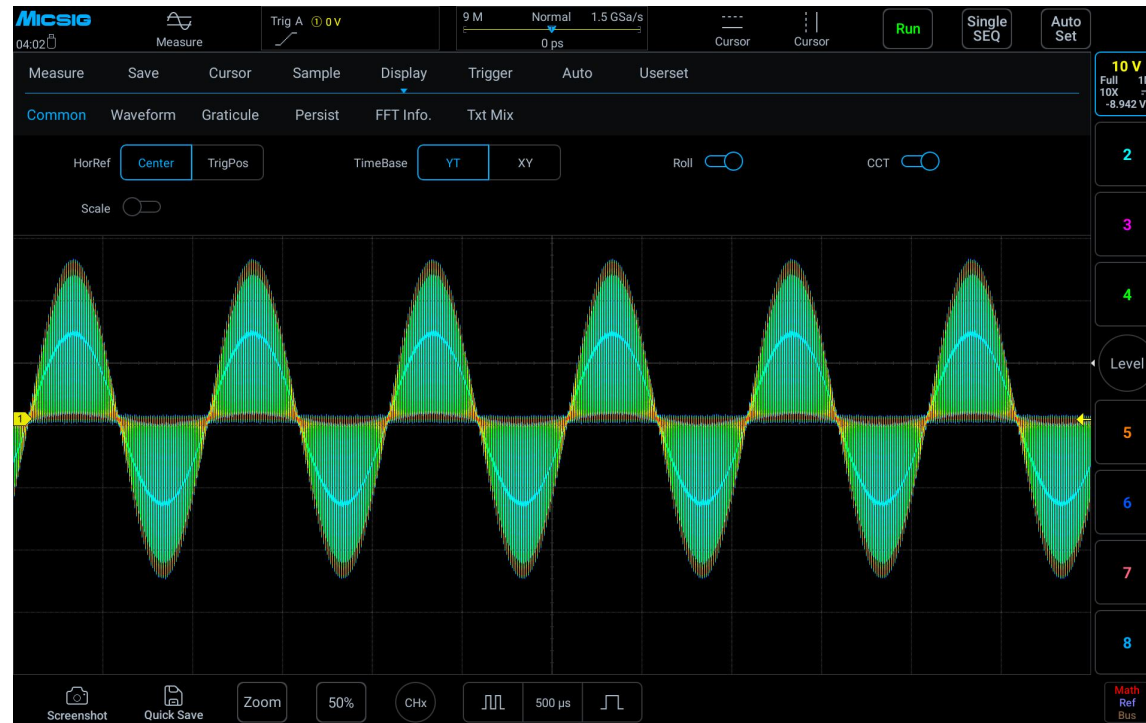 Micsig
04:02
Measure
Trig A ① 0 V
9 M Normal 1.5 GSa/s
0 ps
Cursor
Cursor
Run
Single
SEQ
Auto
Set
Measure Save Cursor Sample Display Trigger Auto Userset
Common Waveform Graticule Persist FFT Info. Txt Mix
HorRef Center TrigPos TimeBase YT XY Roll CCT
Scale
10 V
Full
10X
-8.942 V
2
3
4
Level
5
6
7
8
1
Screenshot
Quick Save
Zoom
50%
CHx
500 µs
Math
Ref
Bus